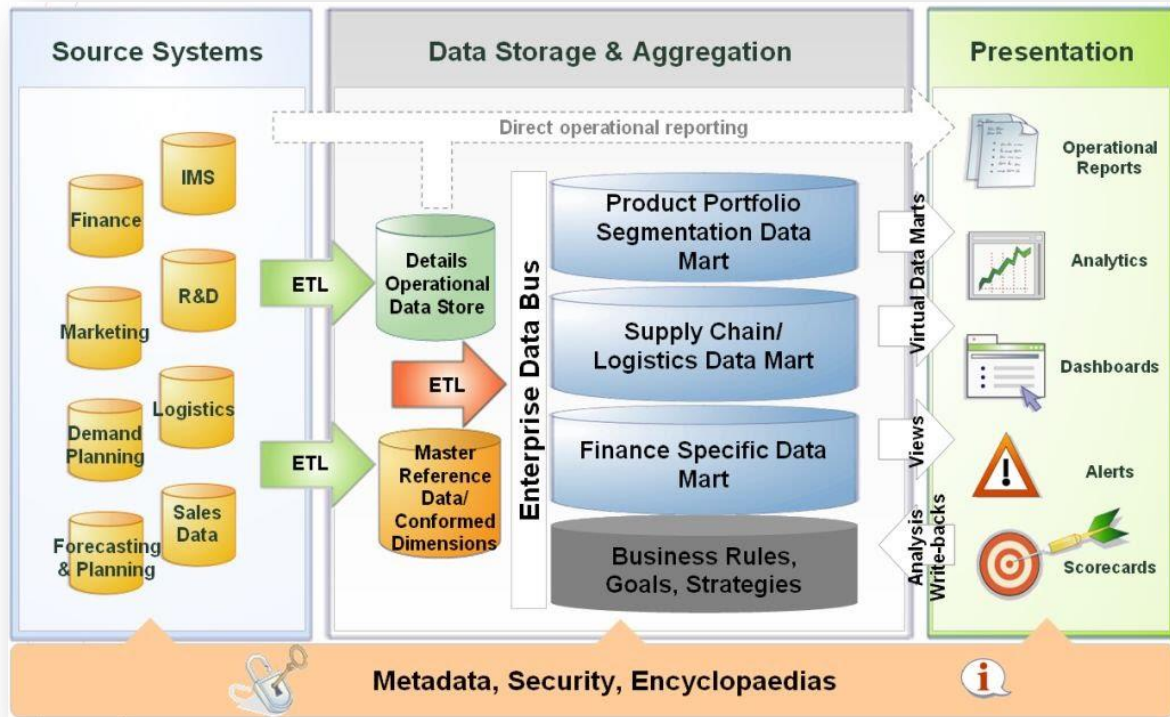 Source Systems
Data Storage & Aggregation
Presentation
Direct operational reporting
IMS
Finance
R&D
Marketing
Logistics
Demand
Planning
Sales
Data
Forecasting
& Planning
ETL
ETL
Details
Operational
Data Store
ETL
Master
Reference
Data/
Conformed
Dimensions
Enterprise Data Bus
Product Portfolio
Segmentation Data
Mart
Supply Chain/
Logistics Data Mart
Finance Specific Data
Mart
Business Rules,
Goals, Strategies
Virtual Data Marts
Views
Analysis
Write-backs
Operational
Reports
Analytics
Dashboards
Alerts
Scorecards
Metadata, Security, Encyclopaedias
i